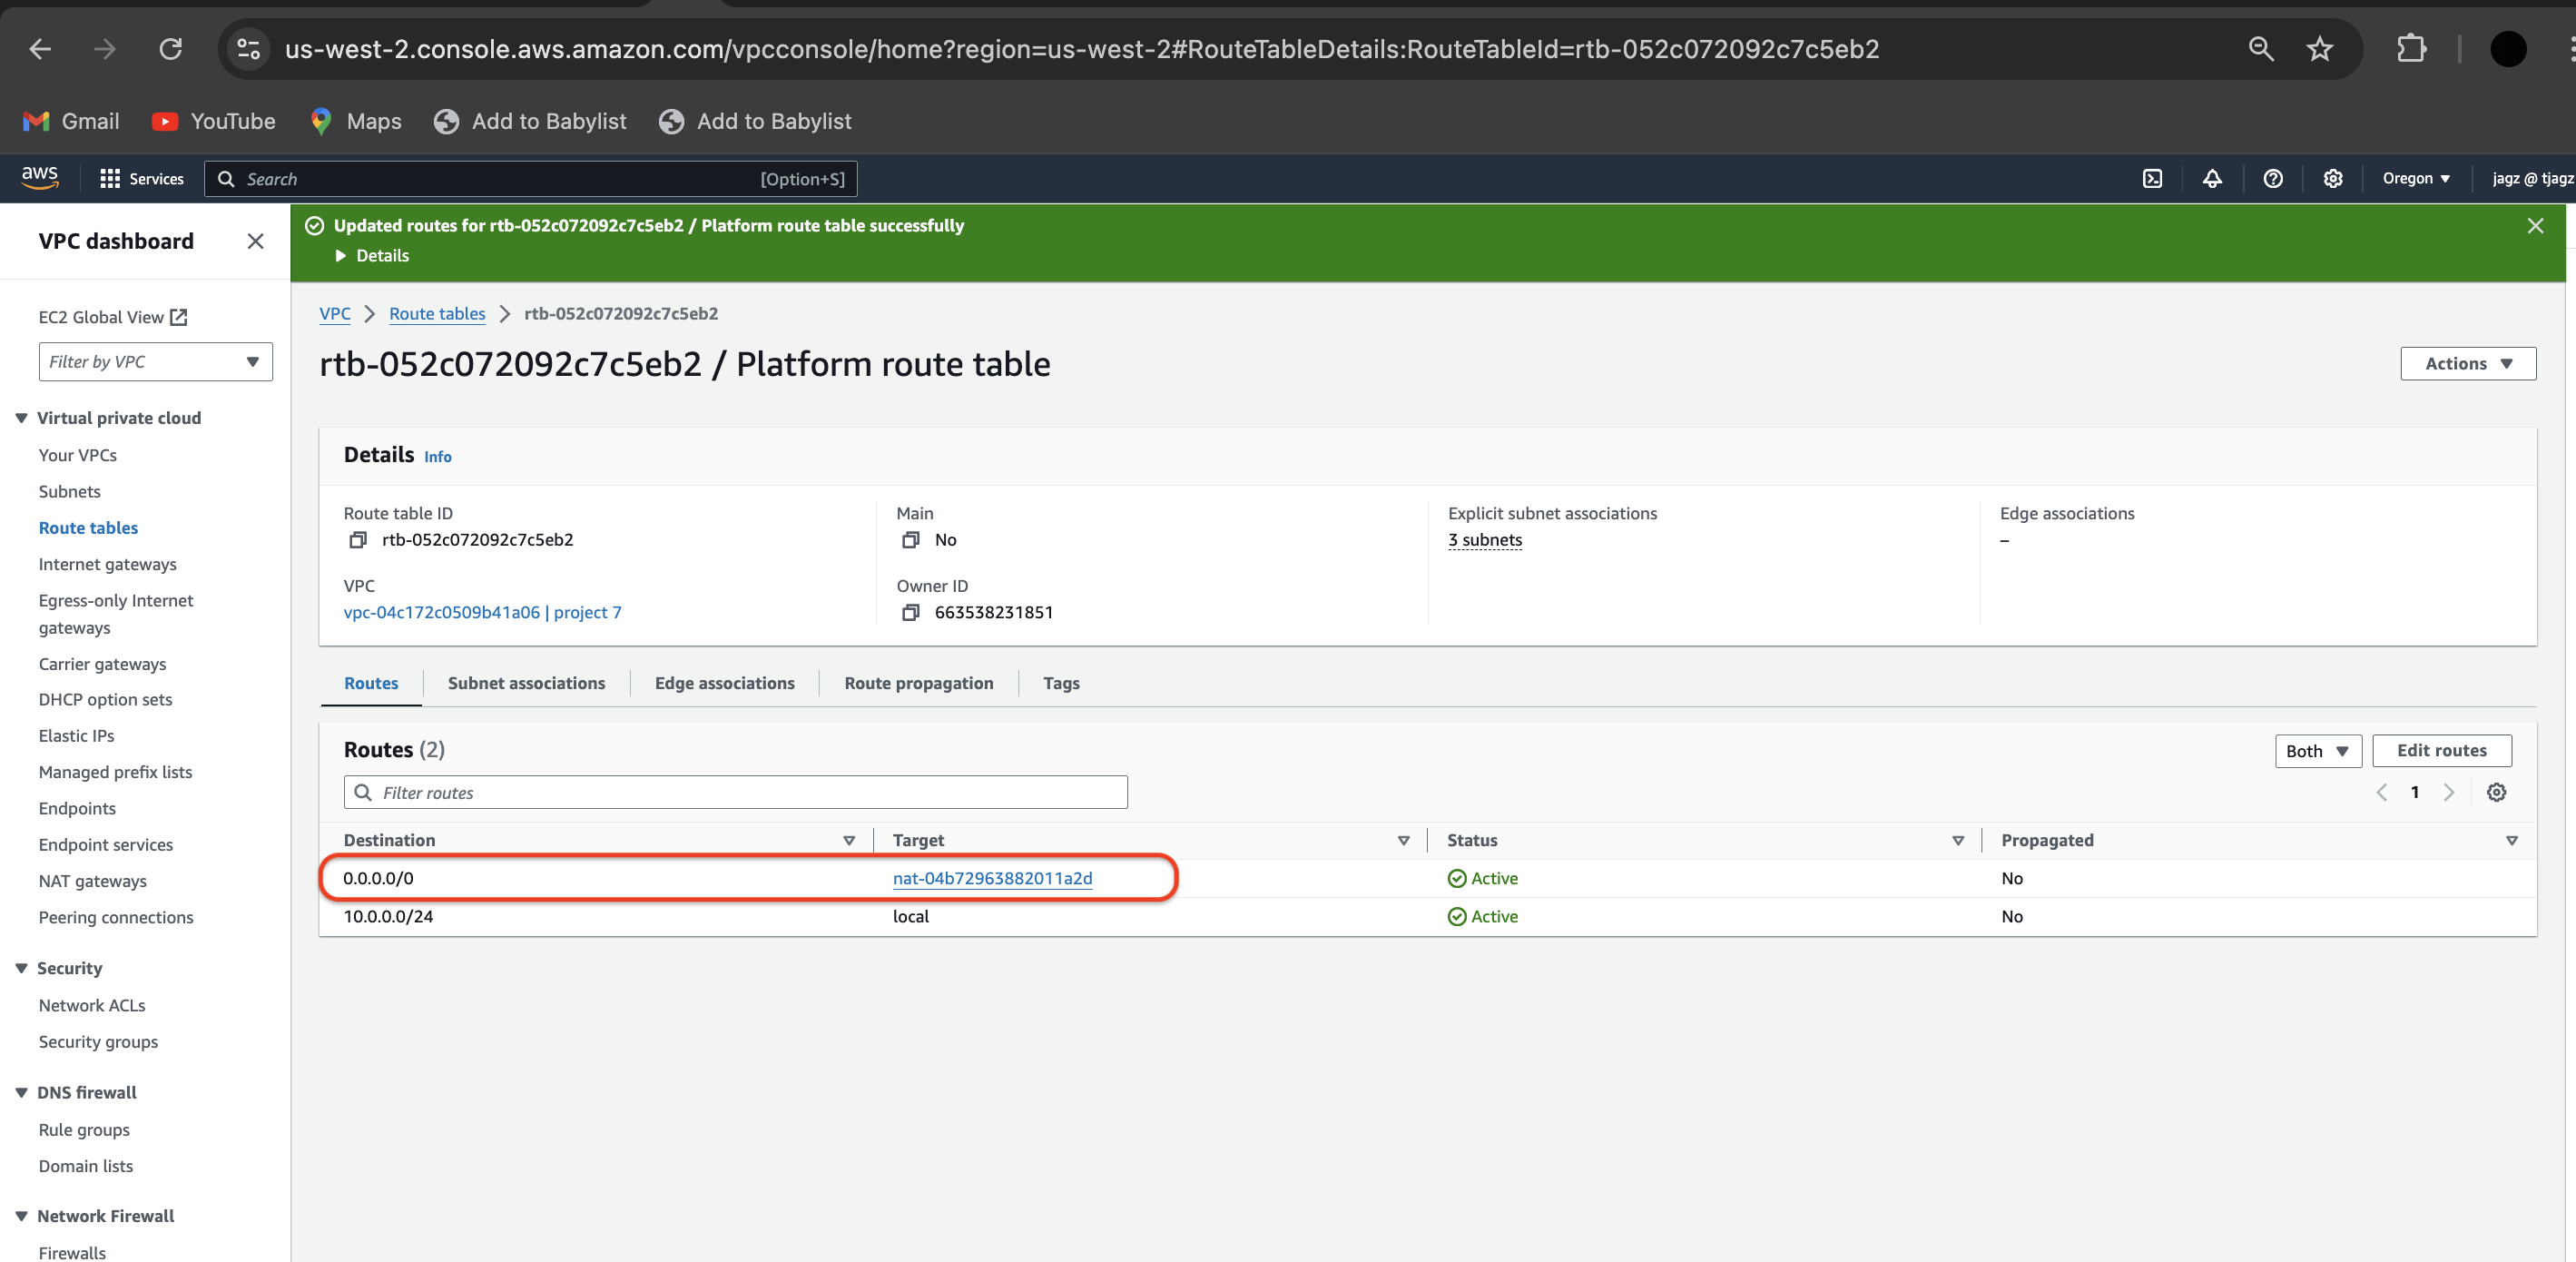 us-west-2.console.aws.amazon.com/vpcconsole/home?region=us-west-2#RouteTableDetails:RouteTableId=rtb-052c072092c7c5eb2
Gmail YouTube Maps Add to Babylist Add to Babylist
aws Services Search [Option+S] Oregon jagz @ tjagz
VPC dashboard
EC2 Global View
Filter by VPC
Virtual private cloud
Your VPCs
Subnets
Route tables
Internet gateways
Egress-only Internet
gateways
Carrier gateways
DHCP option sets
Elastic IPs
Managed prefix lists
Endpoints
Endpoint services
NAT gateways
Peering connections
Security
Network ACLs
Security groups
DNS firewall
Rule groups
Domain lists
Network Firewall
Firewalls
Updated routes for rtb-052c072092c7c5eb2 / Platform route table successfully
Details
VPC > Route tables > rtb-052c072092c7c5eb2
rtb-052c072092c7c5eb2 / Platform route table
Actions
Details Info
Route table ID
rtb-052c072092c7c5eb2
Main
No
Explicit subnet associations
3 subnets
Edge associations
–
VPC
vpc-04c172c0509b41a06 | project 7
Owner ID
663538231851
Routes Subnet associations Edge associations Route propagation Tags
Routes (2)
Both Edit routes
Filter routes
1
Destination Target Status Propagated
0.0.0.0/0 nat-04b72963882011a2d Active No
10.0.0.0/24 local Active No